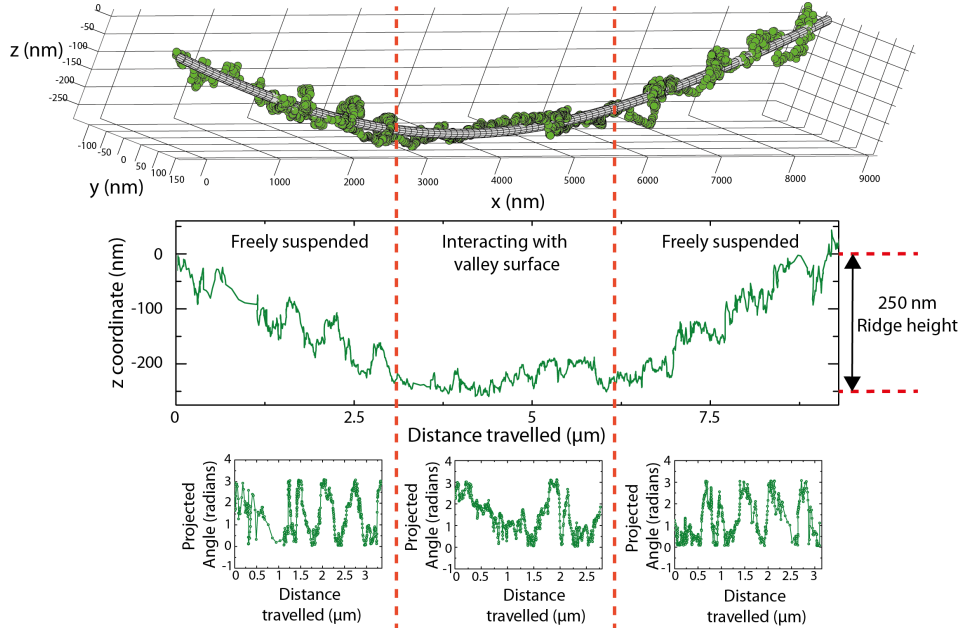 0
-50
-100
-150
-200
-250
z (nm)
-100
-50
0
50
100
150
y (nm)
0
1000
2000
3000
4000
5000
6000
7000
8000
9000
x (nm)
Freely suspended
Interacting with
valley surface
Freely suspended
z coordinate (nm)
0
-100
-200
250 nm
Ridge height
0
2.5
5
7.5
Distance travelled (μm)
Projected
Angle (radians)
4
3
2
1
0
-1
0 0.5 1 1.5 2 2.5 3
Distance
travelled (μm)
Projected
Angle (radians)
4
3
2
1
0
-1
0 0.5 1 1.5 2 2.5
Distance
travelled (μm)
Projected
Angle (radians)
4
3
2
1
0
-1
0 0.5 1 1.5 2 2.5 3
Distance
travelled (μm)